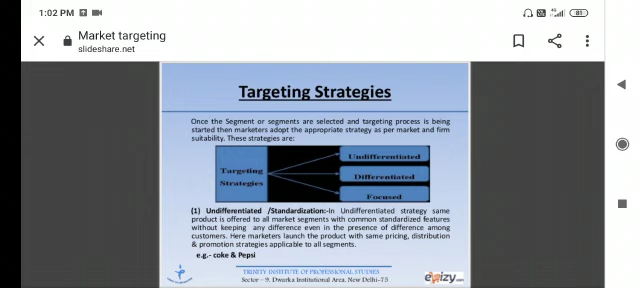 1:02 PM
4G
81
Market targeting
slideshare.net
Targeting Strategies
Once the Segment or segments are selected and targeting process is being
started then marketers adopt the appropriate strategy as per market and firm
suitability. These strategies are:
Targeting
Strategies
Undifferentiated
Differentiated
Focused
(1) Undifferentiated /Standardization:-In Undifferentiated strategy same
product is offered to all market segments with common standardized features
without keeping any difference even in the presence of difference among
customers. Here marketers launch the product with same pricing, distribution
& promotion strategies applicable to all segments.
e.g.- coke & Pepsi
TRINITY INSTITUTE OF PROFESSIONAL STUDIES
Sector – 9, Dwarka Institutional Area, New Delhi-75